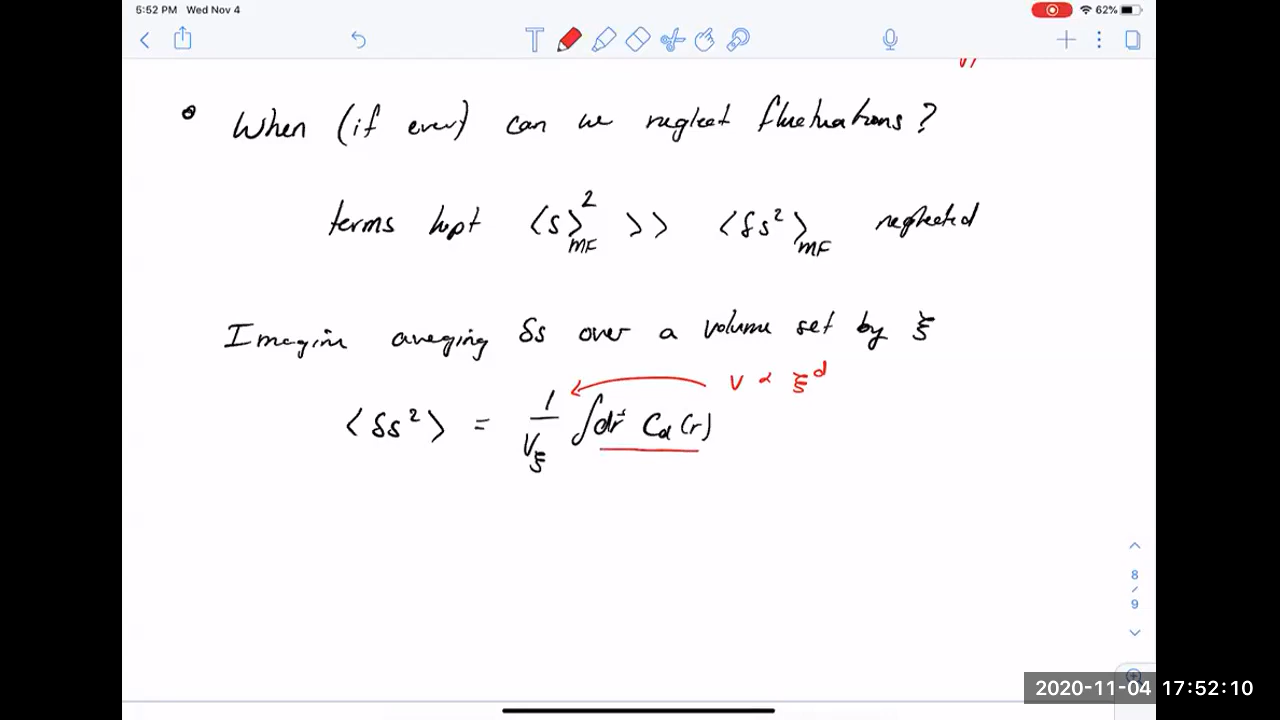 5:52 PM Wed Nov 4
62%
When (if ever) can we neglect fluctuations?
terms kept ⟨s⟩²_MF >> ⟨δs²⟩_MF neglected
Imagine averging δs over a volume set by ξ
V ∝ ξ^d
⟨δs²⟩ = 1/V_ξ ∫dr⃗ C_d(r)
8
/
9
2020-11-04 17:52:10